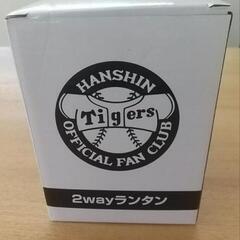 HANSHIN
Tigers
OFFICIAL FAN CLUB
2wayランタン